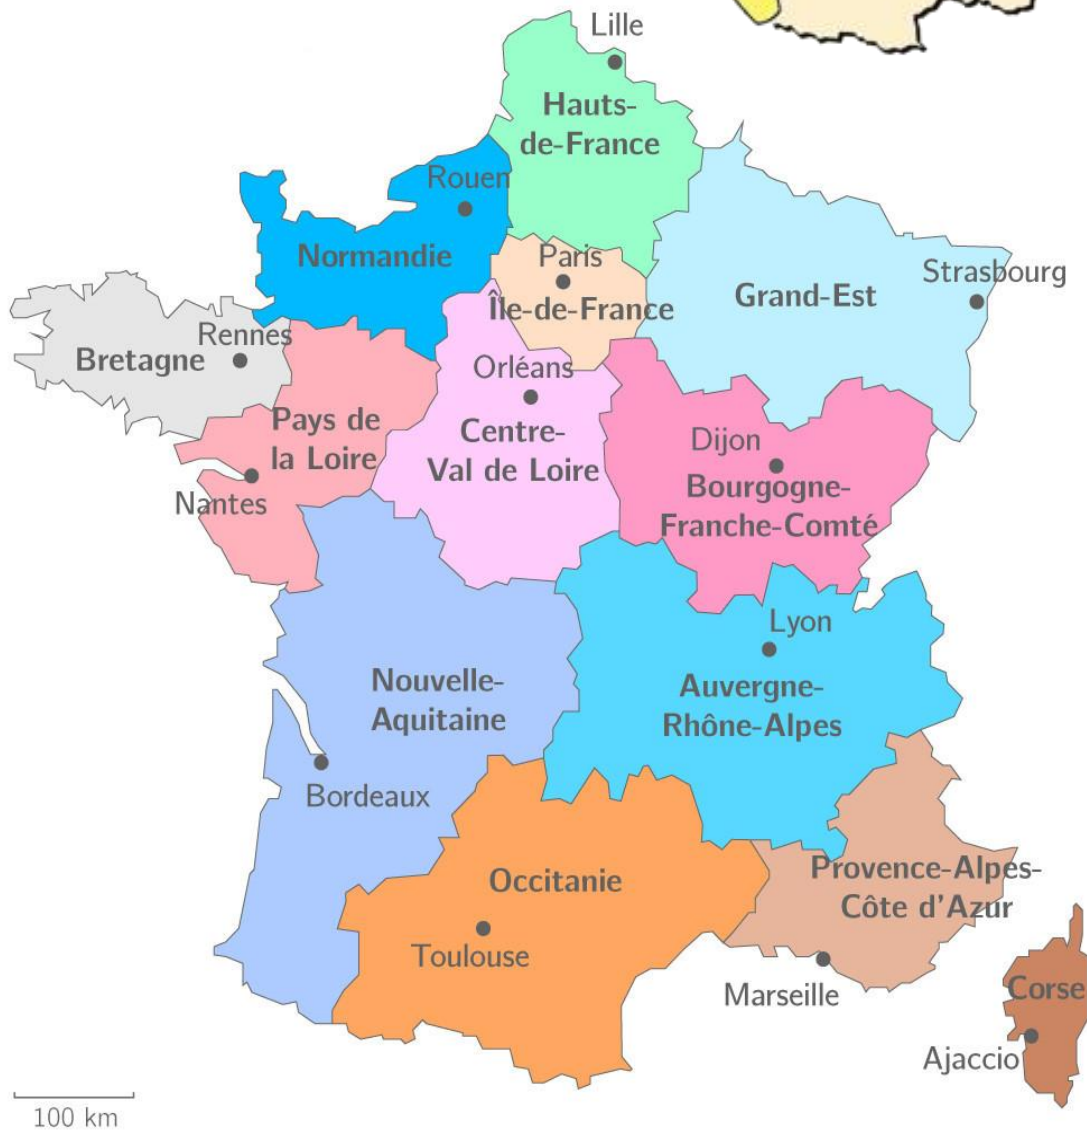 Lille
Hauts-
de-France
Rouen
Normandie
Paris
Île-de-France
Grand-Est
Strasbourg
Rennes
Bretagne
Pays de
la Loire
Nantes
Orléans
Centre-
Val de Loire
Dijon
Bourgogne-
Franche-Comté
Lyon
Auvergne-
Rhône-Alpes
Nouvelle-
Aquitaine
Bordeaux
Occitanie
Toulouse
Provence-Alpes-
Côte d'Azur
Marseille
Corse
Ajaccio
100 km